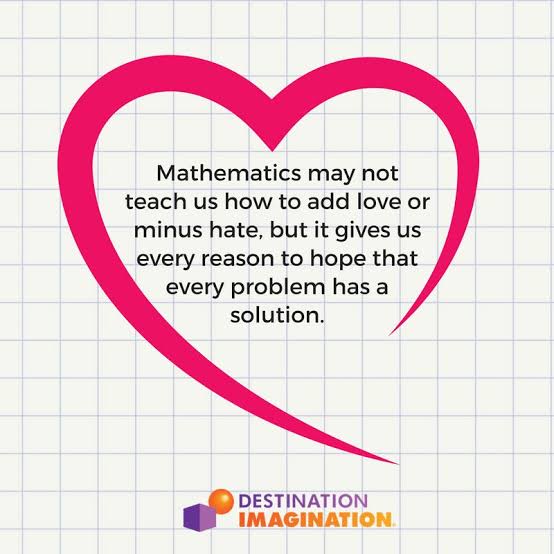 Mathematics may not
teach us how to add love or
minus hate, but it gives us
every reason to hope that
every problem has a
solution.
DESTINATION
IMAGINATION.